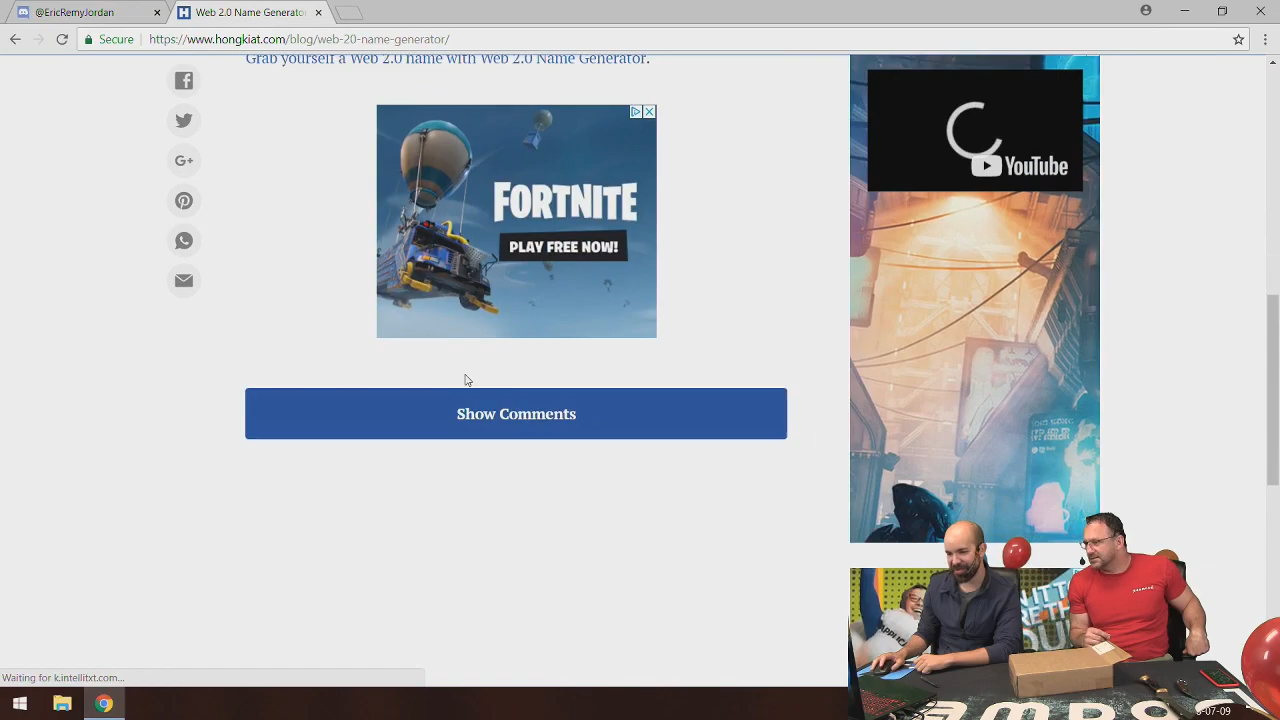 @EricRemyJordan
Web 2.0 Name Generator
Secure
https://www.hongkiat.com/blog/web-20-name-generator/
Grab yourself a Web 2.0 name with Web 2.0 Name Generator.
FORTNITE
PLAY FREE NOW!
YouTube
Show Comments
Waiting for k.intellitxt.com...